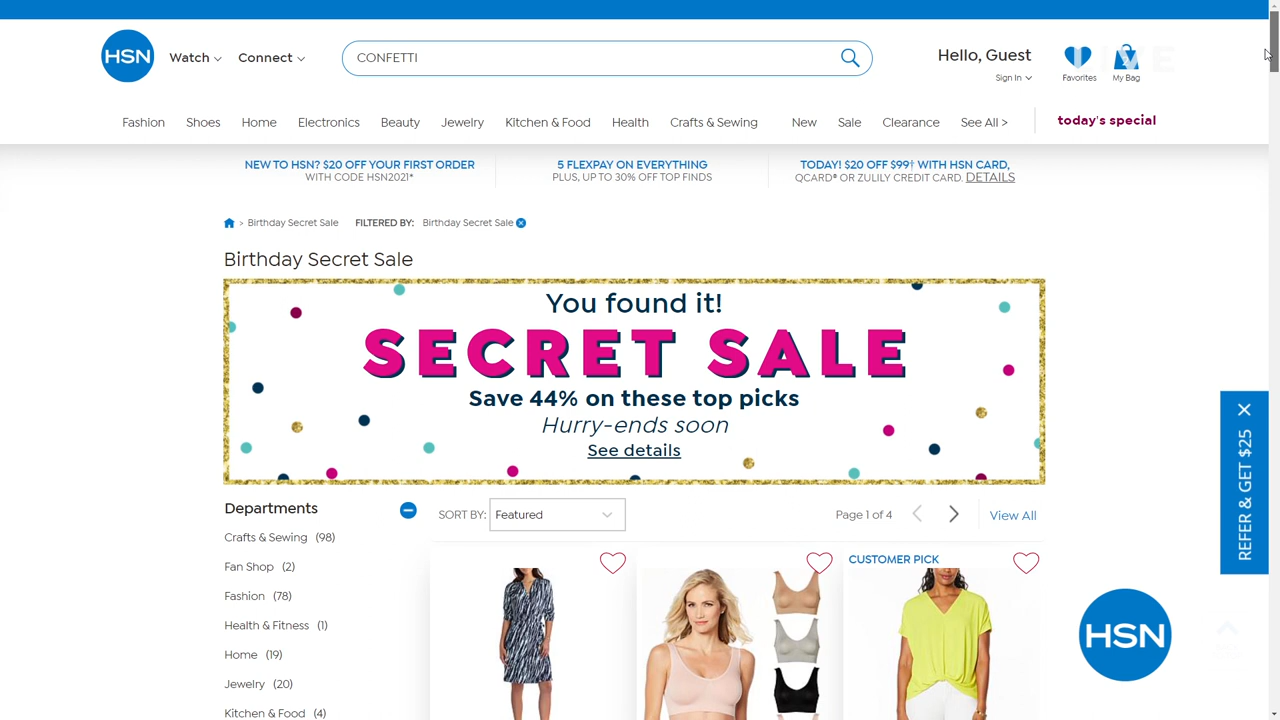 HSN
Watch
Connect
CONFETTI
Hello, Guest
Sign In
Favorites
My Bag
Fashion
Shoes
Home
Electronics
Beauty
Jewelry
Kitchen & Food
Health
Crafts & Sewing
New
Sale
Clearance
See All >
today's special
NEW TO HSN? $20 OFF YOUR FIRST ORDER
WITH CODE HSN2021*
5 FLEXPAY ON EVERYTHING
PLUS, UP TO 30% OFF TOP FINDS
TODAY! $20 OFF $99† WITH HSN CARD,
QCARD® OR ZULILY CREDIT CARD. DETAILS
> Birthday Secret Sale FILTERED BY: Birthday Secret Sale
Birthday Secret Sale
You found it!
SECRET SALE
Save 44% on these top picks
Hurry-ends soon
See details
Departments
Crafts & Sewing (98)
Fan Shop (2)
Fashion (78)
Health & Fitness (1)
Home (19)
Jewelry (20)
Kitchen & Food (4)
SORT BY: Featured
Page 1 of 4
View All
CUSTOMER PICK
REFER & GET $25
HSN